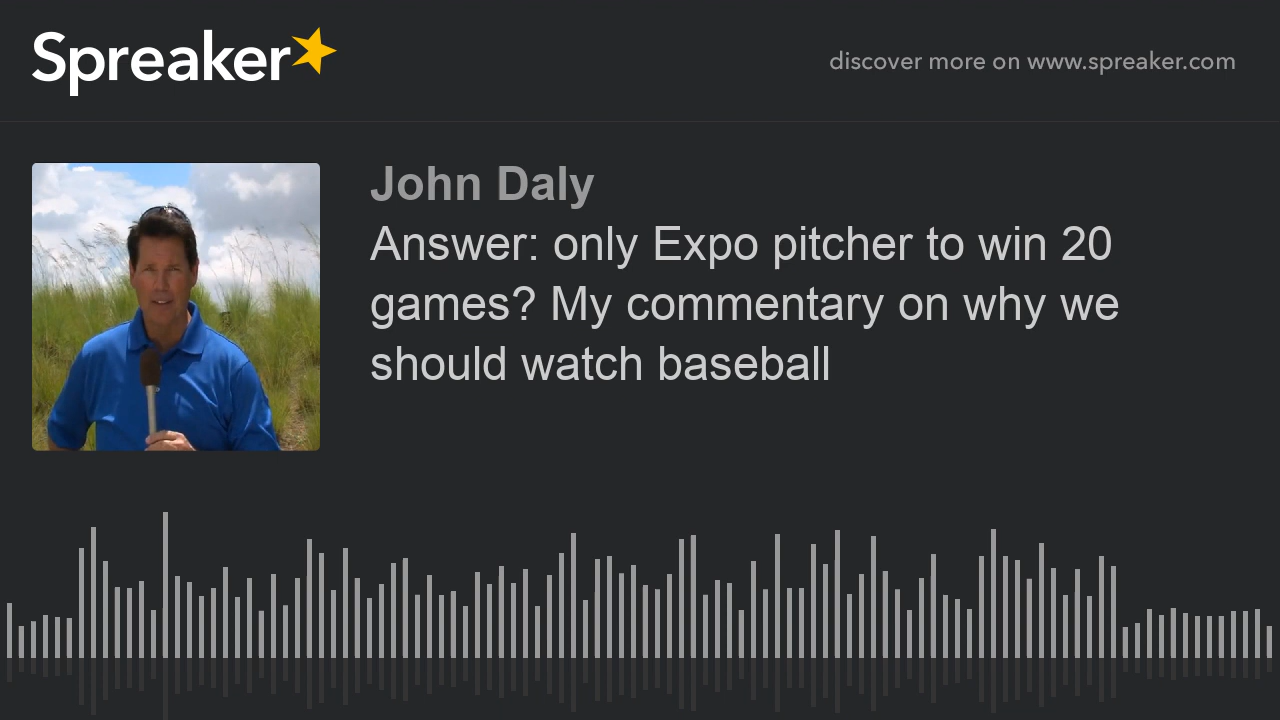 Spreaker
discover more on www.spreaker.com
John Daly
Answer: only Expo pitcher to win 20
games? My commentary on why we
should watch baseball